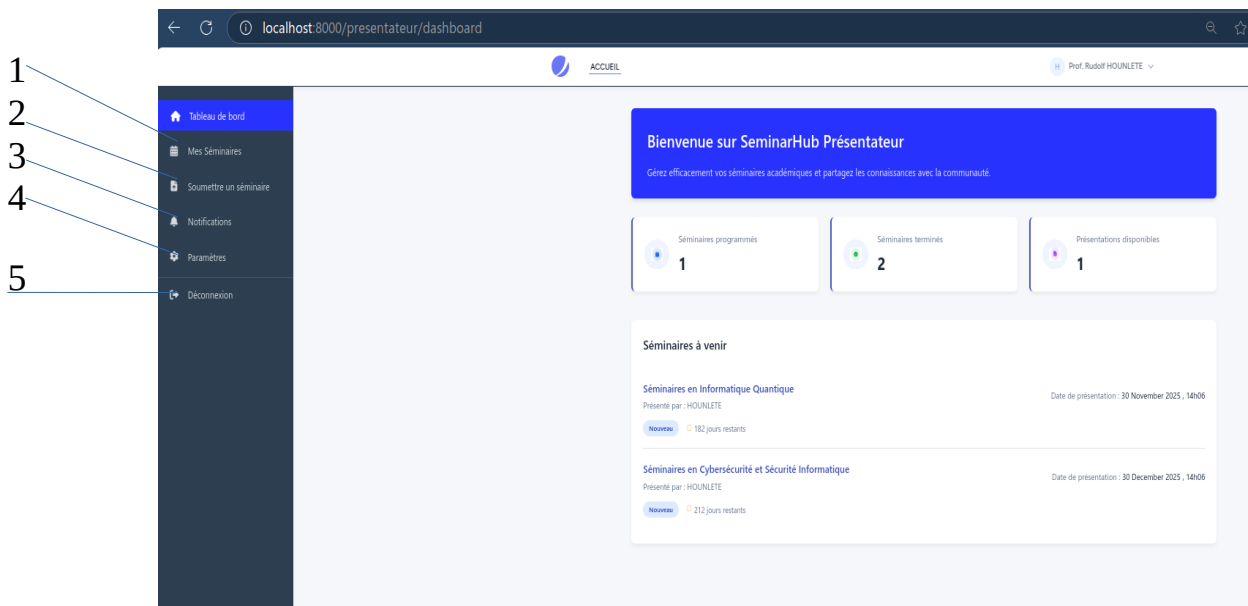 localhost:8000/presentateur/dashboard
ACCUEIL
H Prof. Rudolf HOUNLETE
1
2
3
4
5
Tableau de bord
Mes Séminaires
Soumettre un séminaire
Notifications
Paramètres
Déconnexion
Bienvenue sur SeminarHub Présentateur
Gérez efficacement vos séminaires académiques et partagez les connaissances avec la communauté.
Séminaires programmés
1
Séminaires terminés
2
Présentations disponibles
1
Séminaires à venir
Séminaires en Informatique Quantique
Présenté par : HOUNLETE
Date de présentation : 30 November 2025 , 14h06
Nouveau 182 jours restants
Séminaires en Cybersécurité et Sécurité Informatique
Présenté par : HOUNLETE
Date de présentation : 30 December 2025 , 14h06
Nouveau 212 jours restants